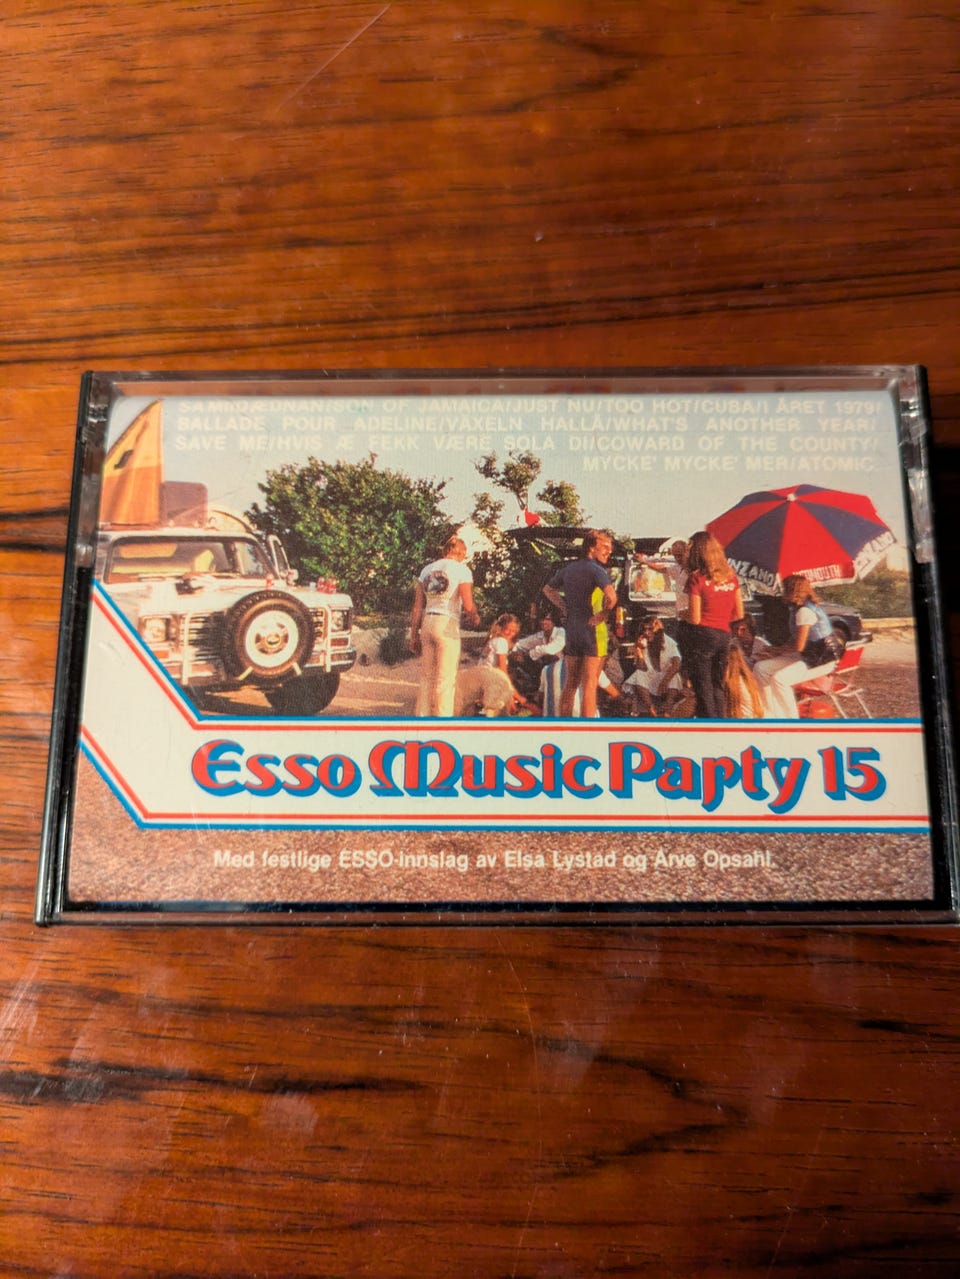 SAMIID ÆDNAN/SON OF JAMAICA/JUST NU/TOO HOT/CUBA/I ÅRET 1979/
BALLADE POUR ADELINE/VÄXELN HALLÅ/WHAT'S ANOTHER YEAR/
SAVE ME/HVIS Æ FEKK VÆRE SOLA DI/COWARD OF THE COUNTY/
MYCKE' MYCKE' MER/ATOMIC.
Esso Music Party 15
Med festlige ESSO-innslag av Elsa Lystad og Arve Opsahl.